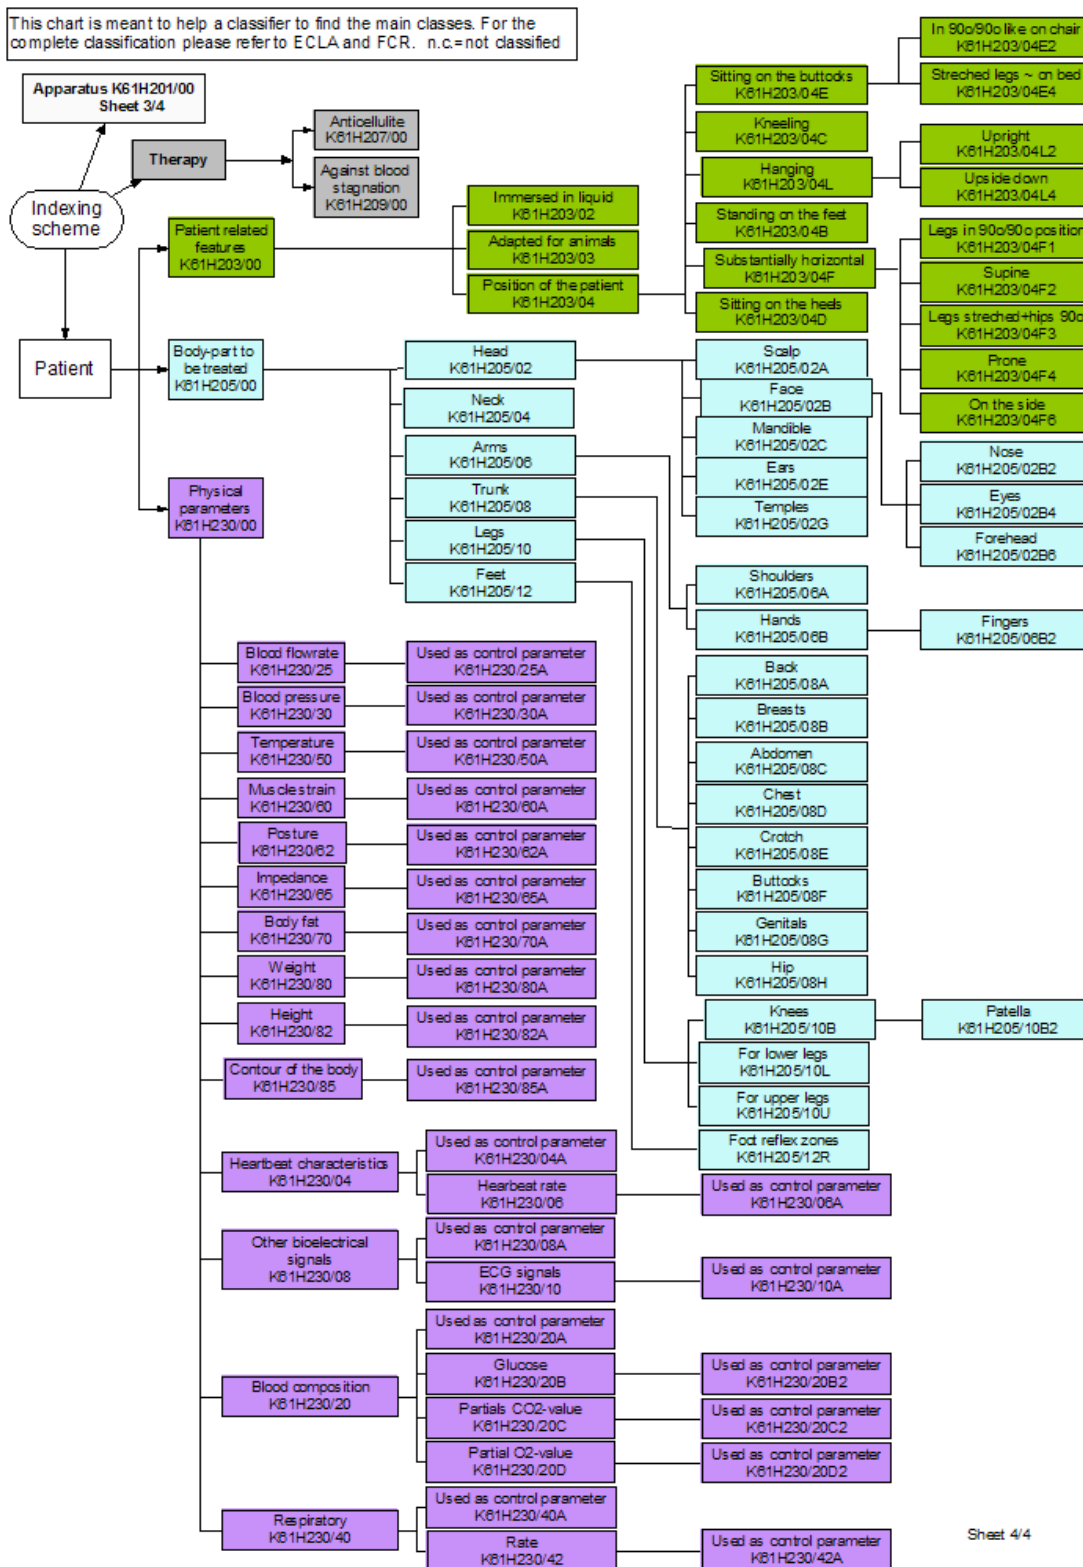 This chart is meant to help a classifier to find the main classes. For the
complete classification please refer to ECLA and FCR. n.c.=not classified
Apparatus K61H201/00
Sheet 3/4
Therapy
Anticellulite
K61H207/00
Against blood
stagnation
K61H209/00
Indexing
scheme
Patient related
features
K61H203/00
Immersed in liquid
K61H203/02
Adapted for animals
K61H203/03
Position of the patient
K61H203/04
Sitting on the buttocks
K61H203/04E
Kneeling
K61H203/04C
Hanging
K61H203/04L
Standing on the feet
K61H203/04B
Substantially horizontal
K61H203/04F
Sitting on the heels
K61H203/04D
In 90o/90o like on chair
K61H203/04E2
Streched legs ~ on bed
K61H203/04E4
Upright
K61H203/04L2
Upside down
K61H203/04L4
Legs in 90o/90o position
K61H203/04F1
Supine
K61H203/04F2
Legs streched+hips 90o
K61H203/04F3
Prone
K61H203/04F4
On the side
K61H203/04F6
Patient
Body-part to
be treated
K61H205/00
Head
K61H205/02
Neck
K61H205/04
Arms
K61H205/06
Trunk
K61H205/08
Legs
K61H205/10
Feet
K61H205/12
Scalp
K61H205/02A
Face
K61H205/02B
Mandible
K61H205/02C
Ears
K61H205/02E
Temples
K61H205/02G
Nose
K61H205/02B2
Eyes
K61H205/02B4
Forehead
K61H205/02B6
Shoulders
K61H205/06A
Hands
K61H205/06B
Fingers
K61H205/06B2
Back
K61H205/08A
Breasts
K61H205/08B
Abdomen
K61H205/08C
Chest
K61H205/08D
Crotch
K61H205/08E
Buttocks
K61H205/08F
Genitals
K61H205/08G
Hip
K61H205/08H
Knees
K61H205/10B
Patella
K61H205/10B2
For lower legs
K61H205/10L
For upper legs
K61H205/10U
Foot reflex zones
K61H205/12R
Physical
parameters
K61H230/00
Blood flowrate
K61H230/25
Used as control parameter
K61H230/25A
Blood pressure
K61H230/30
Used as control parameter
K61H230/30A
Temperature
K61H230/50
Used as control parameter
K61H230/50A
Muscle strain
K61H230/60
Used as control parameter
K61H230/60A
Posture
K61H230/62
Used as control parameter
K61H230/62A
Impedance
K61H230/65
Used as control parameter
K61H230/65A
Body fat
K61H230/70
Used as control parameter
K61H230/70A
Weight
K61H230/80
Used as control parameter
K61H230/80A
Height
K61H230/82
Used as control parameter
K61H230/82A
Contour of the body
K61H230/85
Used as control parameter
K61H230/85A
Heartbeat characteristics
K61H230/04
Used as control parameter
K61H230/04A
Hearbeat rate
K61H230/06
Used as control parameter
K61H230/06A
Other bioelectrical
signals
K61H230/08
Used as control parameter
K61H230/08A
ECG signals
K61H230/10
Used as control parameter
K61H230/10A
Blood composition
K61H230/20
Used as control parameter
K61H230/20A
Glucose
K61H230/20B
Used as control parameter
K61H230/20B2
Partials CO2-value
K61H230/20C
Used as control parameter
K61H230/20C2
Partial O2-value
K61H230/20D
Used as control parameter
K61H230/20D2
Respiratory
K61H230/40
Used as control parameter
K61H230/40A
Rate
K61H230/42
Used as control parameter
K61H230/42A
Sheet 4/4